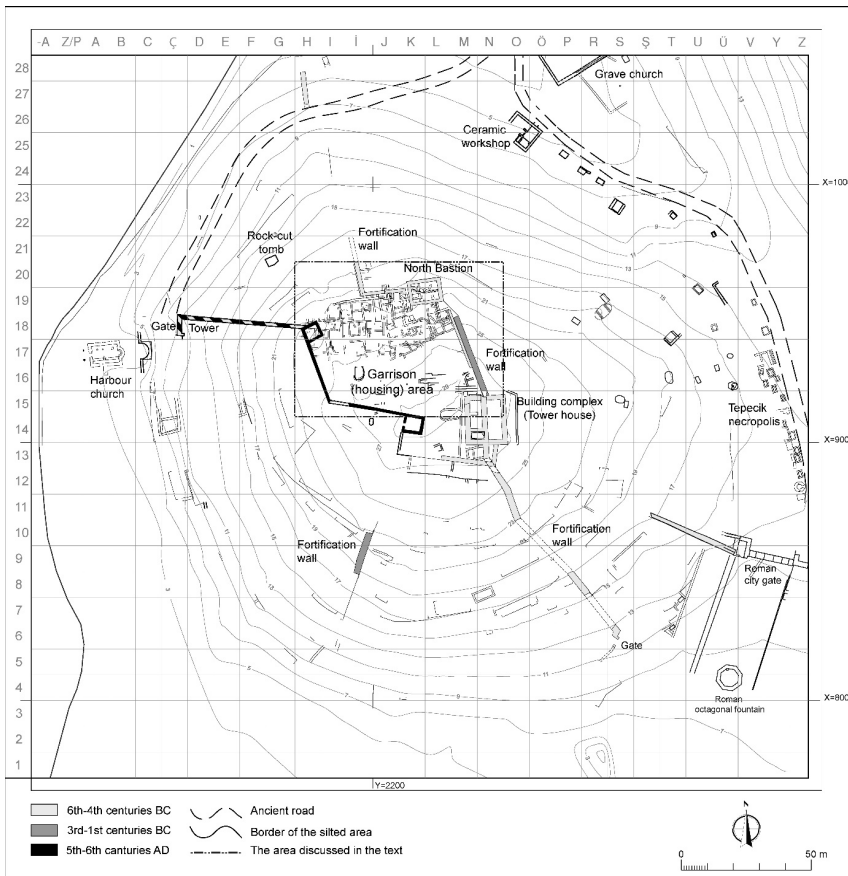 -A Z/P A B C Ç D E F G H I İ J K L M N O Ö P R S Ş T U Ü V Y Z
28
27
26
25
24
23
22
21
20
19
18
17
16
15
14
13
12
11
10
9
8
7
6
5
4
3
2
1
Grave church
Ceramic
workshop
X=1000
Fortification
wall
Rock-cut
tomb
North Bastion
Gate
Tower
Fortification
wall
Harbour
church
Garrison
(housing) area
Building complex
(Tower house)
Tepecik
necropolis
X=900
Fortification
wall
Fortification
wall
Roman
city gate
Gate
Roman
octagonal fountain
X=800
Y=2200
6th-4th centuries BC
3rd-1st centuries BC
5th-6th canturies AD
Ancient road
Border of the silted area
The area discussed in the text
N
0 50 m